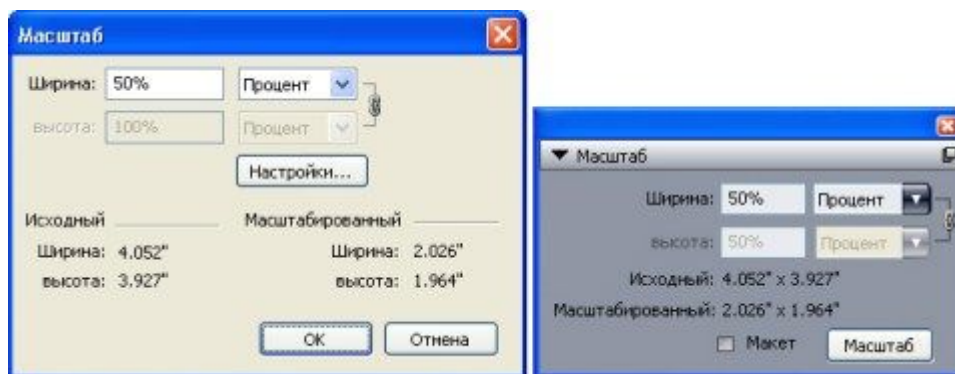 Масштаб
Ширина: 50% Процент
высота: 100% Процент
Настройки...
Исходный Масштабированный
Ширина: 4.052" Ширина: 2.026"
высота: 3.927" высота: 1.964"
OK Отнена
Масштаб
Ширина: 50% Процент
высота: 50% Процент
Исходный: 4.052" x 3.927"
Масштабированный: 2.026" x 1.964"
Макет Масштаб